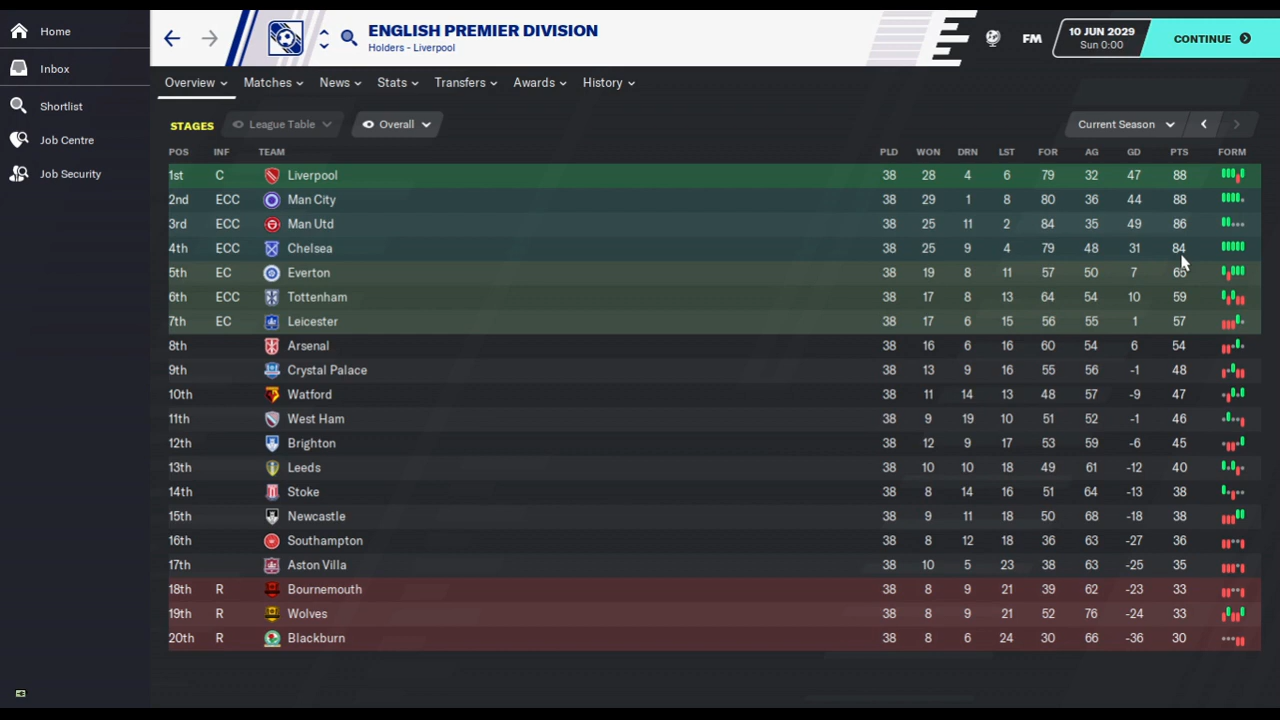 Home
Inbox
Shortlist
Job Centre
Job Security
ENGLISH PREMIER DIVISION
Holders - Liverpool
FM
10 JUN 2029
Sun 0:00
CONTINUE
Overview Matches News Stats Transfers Awards History
STAGES League Table Overall Current Season
POS INF TEAM PLD WON DRN LST FOR AG GD PTS FORM
1st C Liverpool 38 28 4 6 79 32 47 88
2nd ECC Man City 38 29 1 8 80 36 44 88
3rd ECC Man Utd 38 25 11 2 84 35 49 86
4th ECC Chelsea 38 25 9 4 79 48 31 84
5th EC Everton 38 19 8 11 57 50 7 65
6th ECC Tottenham 38 17 8 13 64 54 10 59
7th EC Leicester 38 17 6 15 56 55 1 57
8th Arsenal 38 16 6 16 60 54 6 54
9th Crystal Palace 38 13 9 16 55 56 -1 48
10th Watford 38 11 14 13 48 57 -9 47
11th West Ham 38 9 19 10 51 52 -1 46
12th Brighton 38 12 9 17 53 59 -6 45
13th Leeds 38 10 10 18 49 61 -12 40
14th Stoke 38 8 14 16 51 64 -13 38
15th Newcastle 38 9 11 18 50 68 -18 38
16th Southampton 38 8 12 18 36 63 -27 36
17th Aston Villa 38 10 5 23 38 63 -25 35
18th R Bournemouth 38 8 9 21 39 62 -23 33
19th R Wolves 38 8 9 21 52 76 -24 33
20th R Blackburn 38 8 6 24 30 66 -36 30